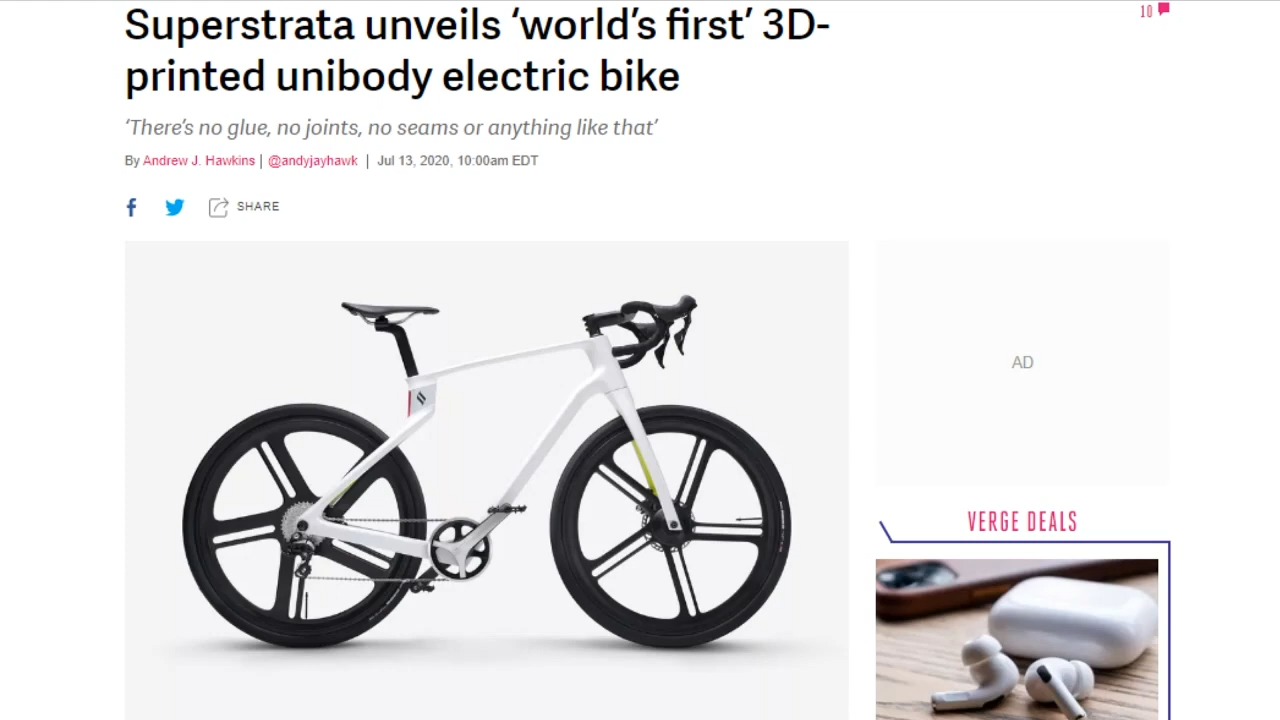 Superstrata unveils ‘world’s first’ 3D-
10
printed unibody electric bike
‘There’s no glue, no joints, no seams or anything like that’
By Andrew J. Hawkins | @andyjayhawk | Jul 13, 2020, 10:00am EDT
SHARE
AD
VERGE DEALS